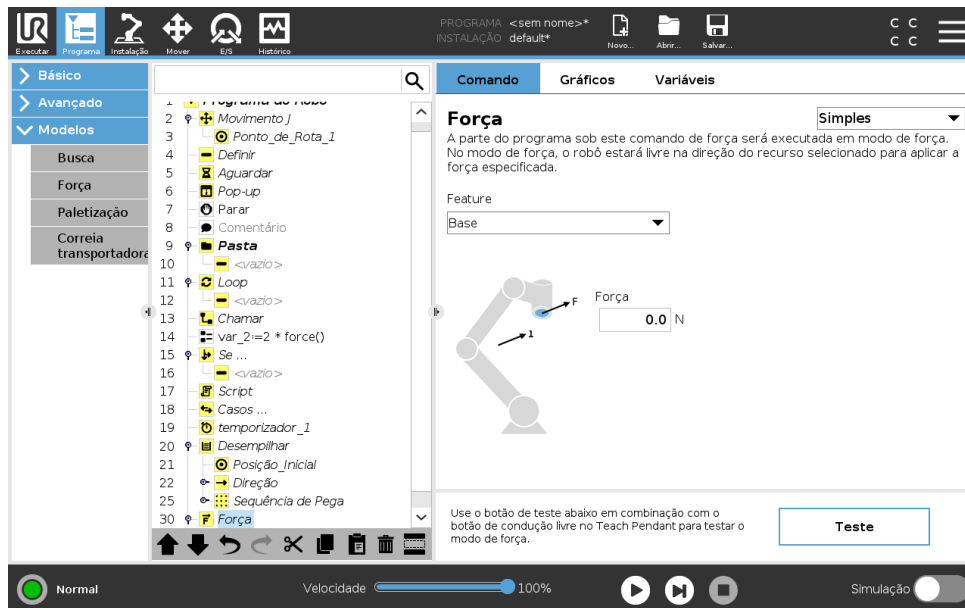 PROGRAMA <sem nome>*
INSTALAÇÃO default*
Executar Programa Instalação Mover E/S Histórico
Novo... Abrir... Salvar...
C C
C C
Básico
Avançado
Modelos
Busca
Força
Paletização
Correia
transportadora
1 Programa do Robô
2 Movimento J
3 Ponto_de_Rota_1
4 Definir
5 Aguardar
6 Pop-up
7 Parar
8 Comentário
9 Pasta
10 <vazio>
11 Loop
12 <vazio>
13 Chamar
14 var_2:=2 * force()
15 Se ...
16 <vazio>
17 Script
18 Casos ...
19 temporizador_1
20 Desempilhar
21 Posição_Inicial
22 Direção
25 Sequência de Pega
30 Força
Comando Gráficos Variáveis
Força
Simples
A parte do programa sob este comando de força será executada em modo de força.
No modo de força, o robô estará livre na direção do recurso selecionado para aplicar a
força especificada.
Feature
Base
F
1
Força
0.0 N
Use o botão de teste abaixo em combinação com o
botão de condução livre no Teach Pendant para testar o
modo de força.
Teste
Normal
Velocidade 100%
Simulação